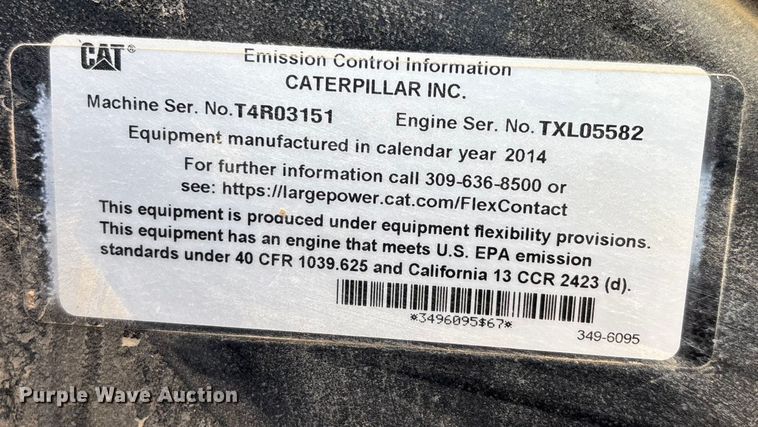 CAT®
Emission Control Information
CATERPILLAR INC.
Machine Ser. No.T4R03151 Engine Ser. No. TXL05582
Equipment manufactured in calendar year 2014
For further information call 309-636-8500 or
see: https://largepower.cat.com/FlexContact
This equipment is produced under equipment flexibility provisions.
This equipment has an engine that meets U.S. EPA emission
standards under 40 CFR 1039.625 and California 13 CCR 2423 (d).
*3496095$67*
349-6095
Purple Wave Auction®